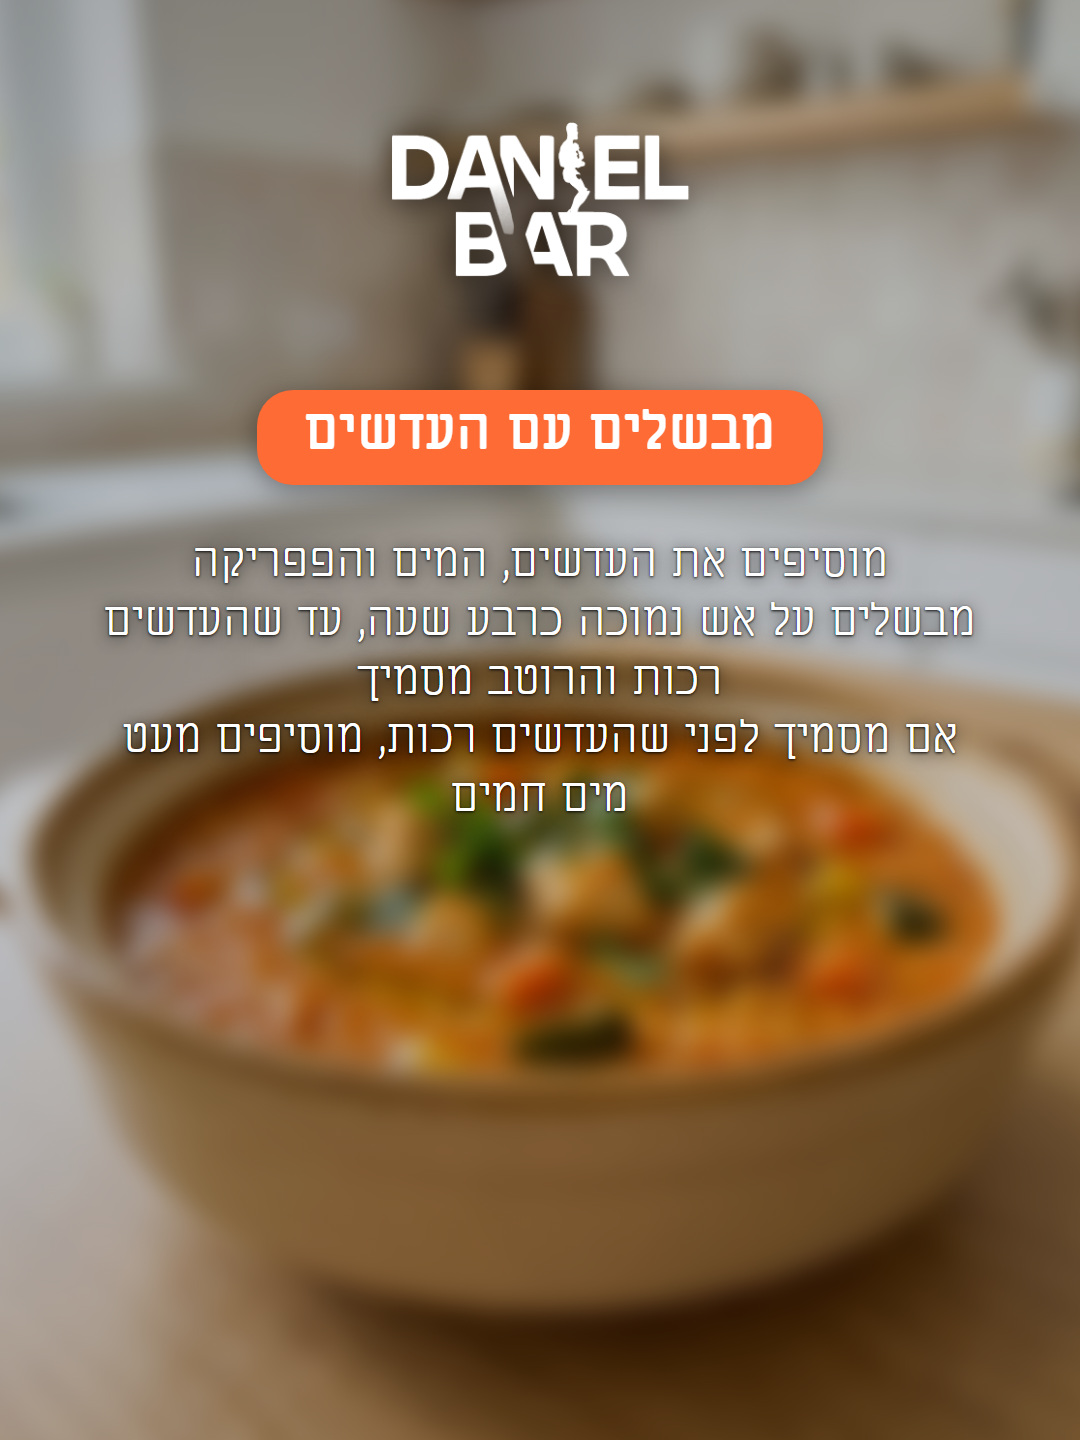 DANIEL
BAR
מבשלים עם העדשים
מוסיפים את העדשים, המים והפפריקה
מבשלים על אש נמוכה כרבע שעה, עד שהעדשים
רכות והרוטב מסמיך
אם מסמיך לפני שהעדשים רכות, מוסיפים מעט
מים חמים